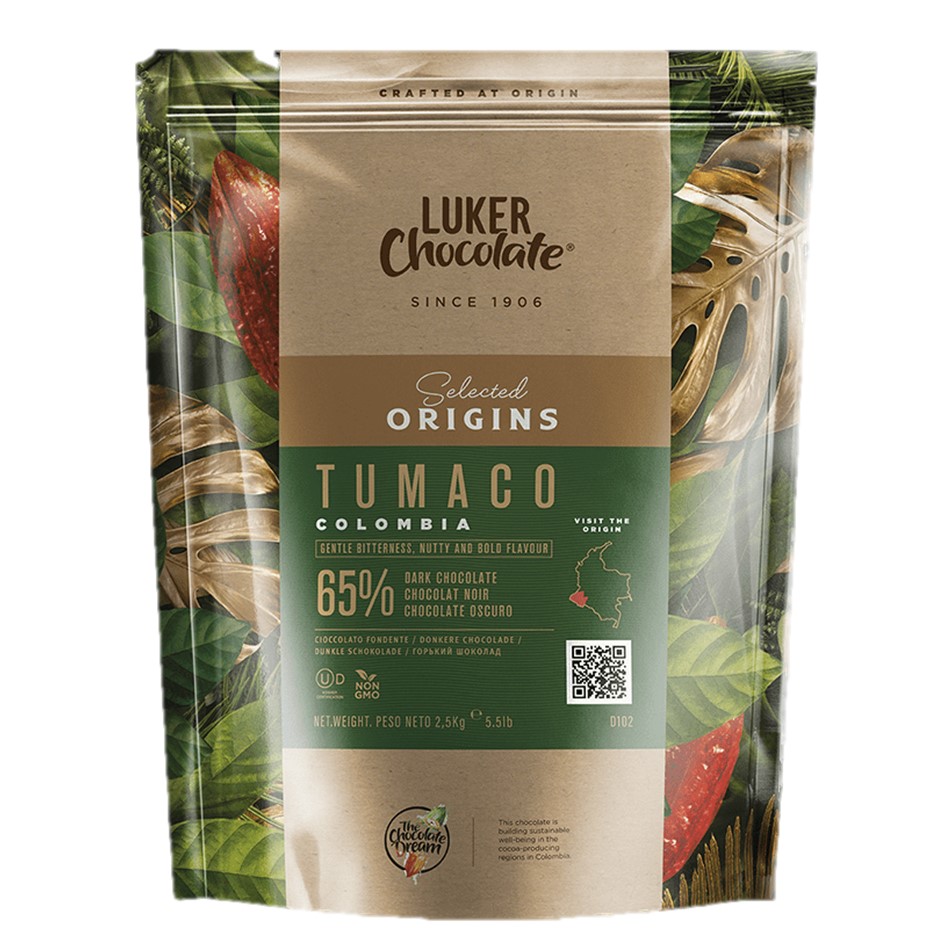 CRAFTED AT ORIGIN
LUKER
Chocolate®
SINCE 1906
Selected
ORIGINS
TUMACO
COLOMBIA
GENTLE BITTERNESS, NUTTY AND BOLD FLAVOUR
VISIT THE
ORIGIN
65%
DARK CHOCOLATE
CHOCOLAT NOIR
CHOCOLATE OSCURO
CIOCCOLATO FONDENTE / DONKERE CHOCOLADE /
DUNKLE SCHOKOLADE / ГОРЬКИЙ ШОКОЛАД
U D
NON
GMO
NET.WEIGHT. PESO NETO 2,5Kg ℮ 5.5lb
D102
The
Chocolate
Dream
This chocolate is
building sustainable
well-being in the
cocoa-producing
regions in Colombia.